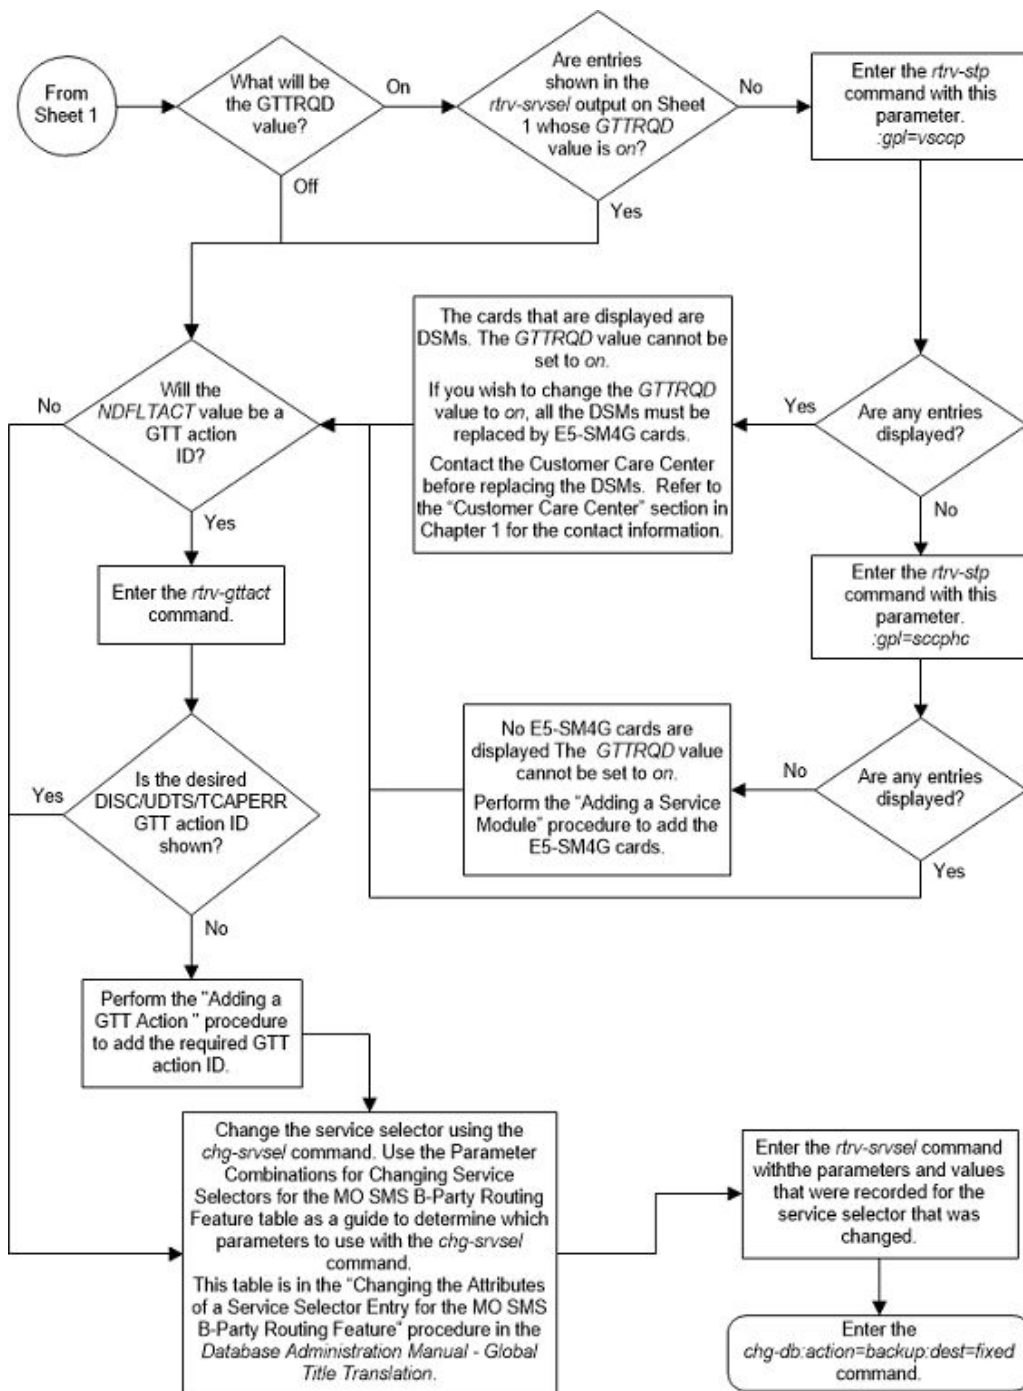 From
Sheet 1
What will be
the GTTRQD
value?
On
Off
Are entries
shown in the
rtrv-srvsel output on Sheet
1 whose GTTRQD
value is on?
No
Yes
Enter the rtrv-stp
command with this
parameter.
:gpl=vsccp
The cards that are displayed are
DSMs. The GTTRQD value cannot be
set to on.
If you wish to change the GTTRQD
value to on, all the DSMs must be
replaced by E5-SM4G cards.
Contact the Customer Care Center
before replacing the DSMs. Refer to
the "Customer Care Center" section in
Chapter 1 for the contact information.
Yes
Are any entries
displayed?
No
No
Will the
NDFLTACT value be a
GTT action
ID?
Yes
Enter the rtrv-gttact
command.
Enter the rtrv-stp
command with this
parameter.
:gpl=sccphc
No E5-SM4G cards are
displayed The GTTRQD value
cannot be set to on.
Perform the "Adding a Service
Module" procedure to add the
E5-SM4G cards.
No
Are any entries
displayed?
Yes
Yes
Is the desired
DISC/UDTS/TCAPERR
GTT action ID
shown?
No
Perform the "Adding a
GTT Action " procedure
to add the required GTT
action ID.
Change the service selector using the
chg-srvsel command. Use the Parameter
Combinations for Changing Service
Selectors for the MO SMS B-Party Routing
Feature table as a guide to determine which
parameters to use with the chg-srvsel
command.
This table is in the "Changing the Attributes
of a Service Selector Entry for the MO SMS
B-Party Routing Feature" procedure in the
Database Administration Manual - Global
Title Translation.
Enter the rtrv-srvsel command
withthe parameters and values
that were recorded for the
service selector that was
changed.
Enter the
chg-db:action=backup:dest=fixed
command.